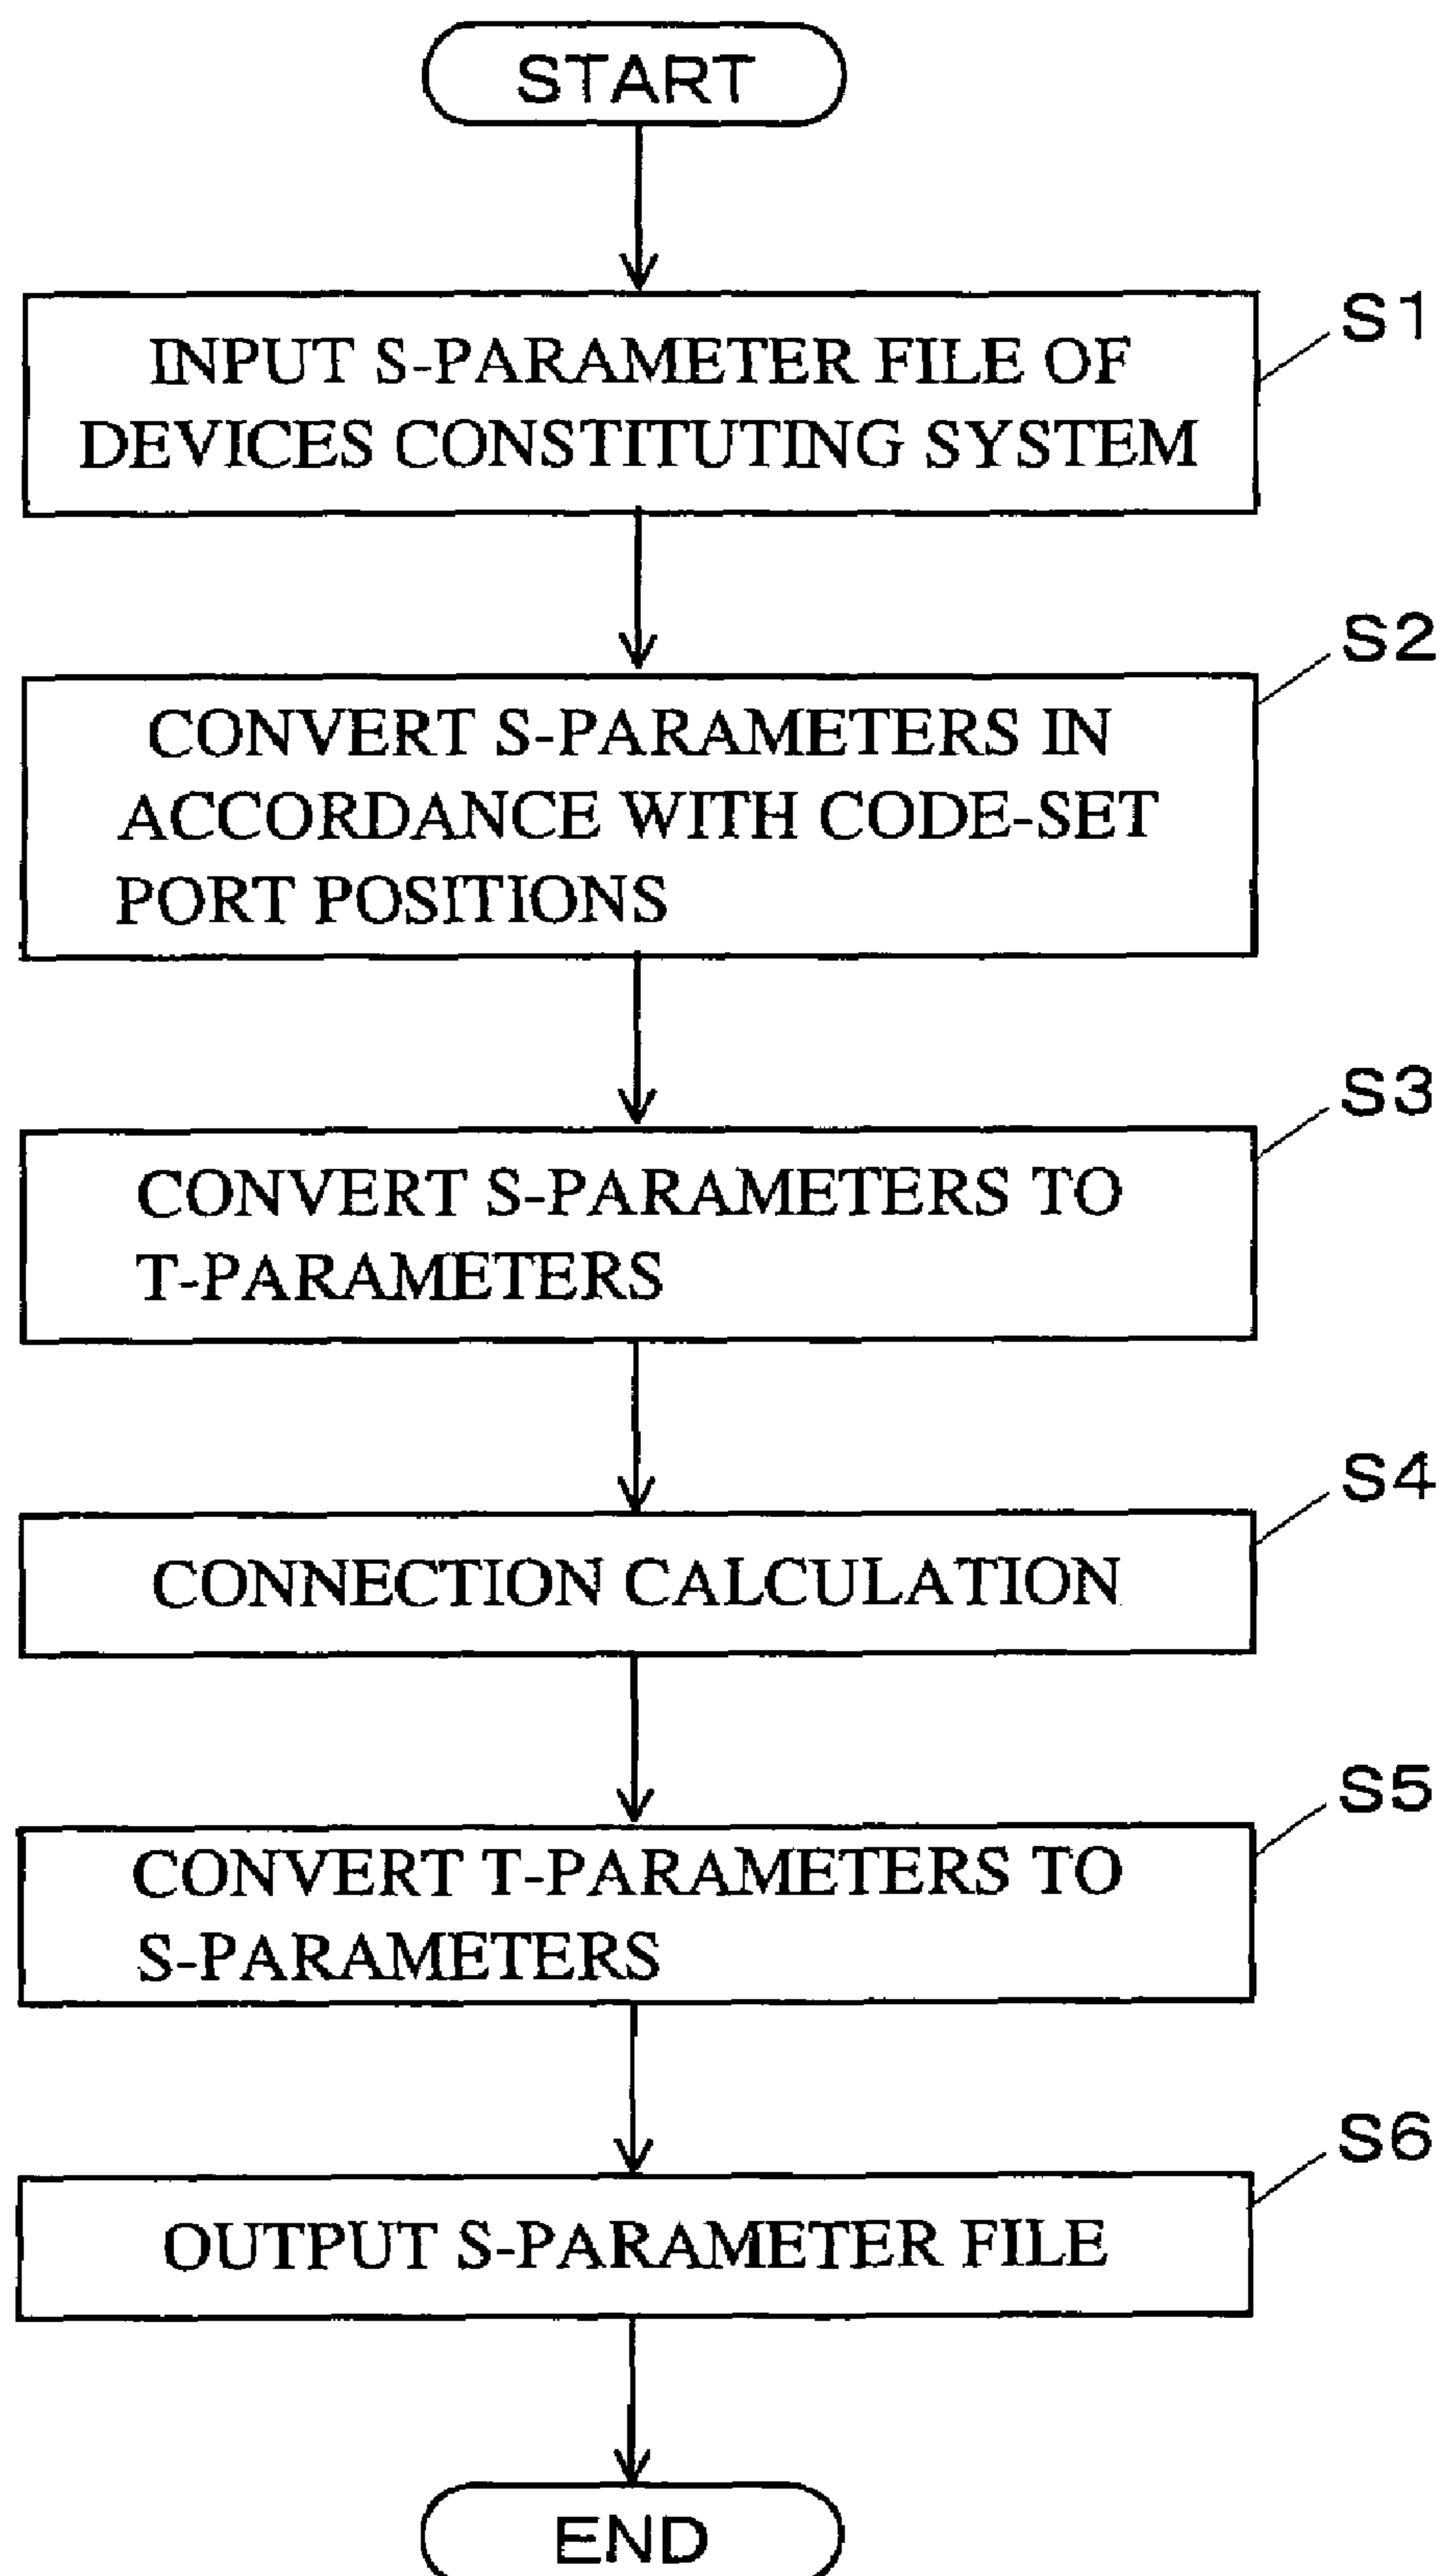 START
S1
INPUT S-PARAMETER FILE OF
DEVICES CONSTITUTING SYSTEM
S2
CONVERT S-PARAMETERS IN
ACCORDANCE WITH CODE-SET
PORT POSITIONS
S3
CONVERT S-PARAMETERS TO
T-PARAMETERS
S4
CONNECTION CALCULATION
S5
CONVERT T-PARAMETERS TO
S-PARAMETERS
S6
OUTPUT S-PARAMETER FILE
END